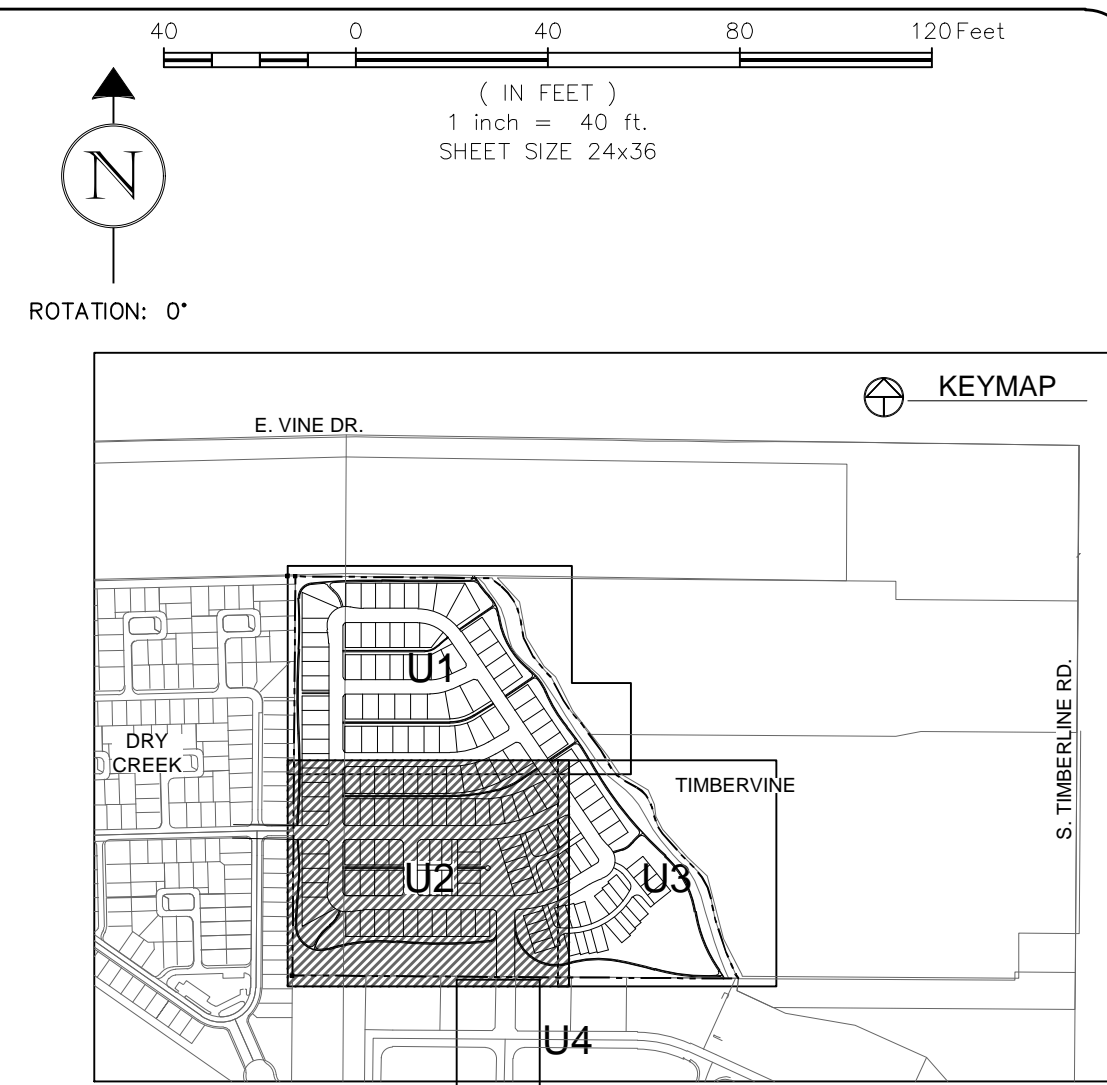 40 0 40 80 120 Feet
( IN FEET )
1 inch = 40 ft.
SHEET SIZE 24x36
N
ROTATION: 0°
KEYMAP
E. VINE DR.
U1
DRY
CREEK
TIMBERVINE
S. TIMBERLINE RD.
U2
U3
U4